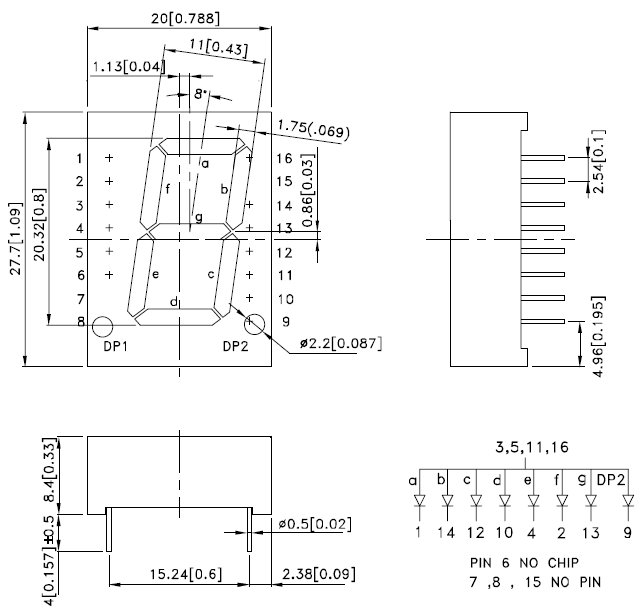 20[0.788]
11[0.43]
1.13[0.04]
8°
1.75(.069)
0.86[0.03]
27.7[1.09]
20.32[0.8]
1 16
2 15
3 14
4 13
5 12
6 11
7 10
8 9
a
f b
g
e c
d
DP1 DP2
ø2.2[0.087]
2.54[0.1]
4.96[0.195]
8.4[0.33]
4[0.157]±0.5
ø0.5[0.02]
15.24[0.6]
2.38[0.09]
3,5,11,16
a b c d e f g DP2
1 14 12 10 4 2 13 9
PIN 6 NO CHIP
7 ,8 , 15 NO PIN